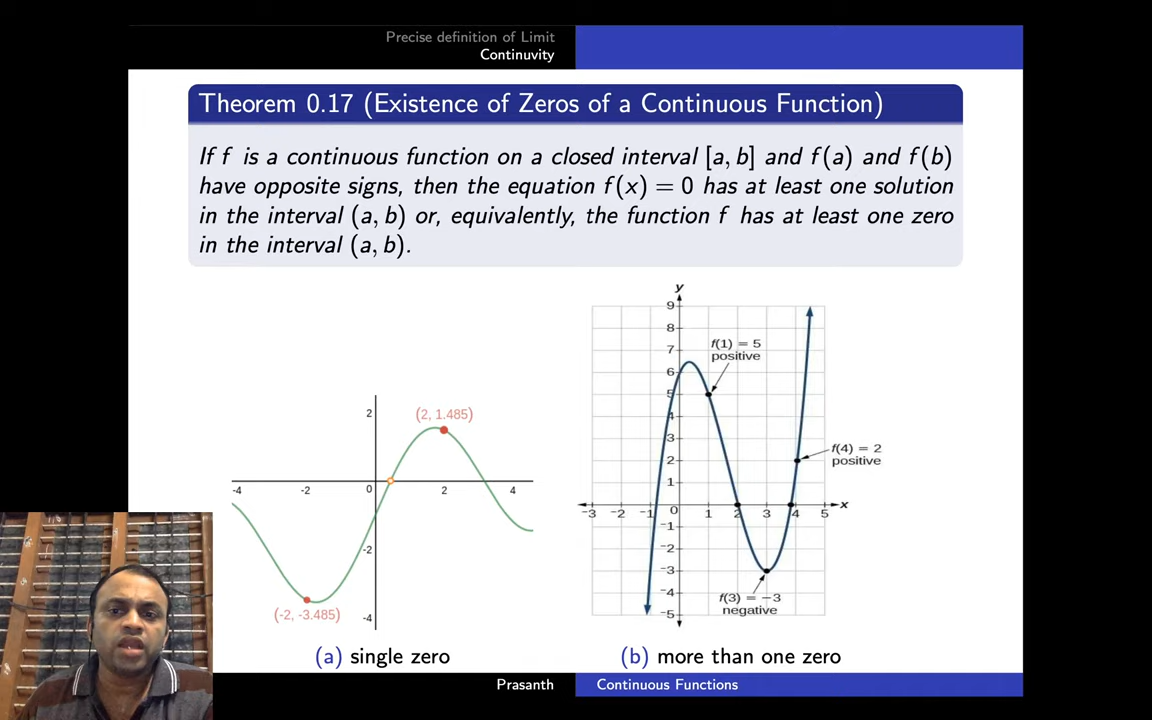 Precise definition of Limit
Continuvity
Theorem 0.17 (Existence of Zeros of a Continuous Function)
If f is a continuous function on a closed interval [a, b] and f(a) and f(b)
have opposite signs, then the equation f(x) = 0 has at least one solution
in the interval (a, b) or, equivalently, the function f has at least one zero
in the interval (a, b).
2
(2, 1.485)
-4 -2 0 2 4
-2
(-2, -3.485)
-4
(a) single zero
y
9
8
7
6
5
4
3
2
1
f(1) = 5
positive
f(4) = 2
positive
x
−3 −2 −1 0 1 2 3 4 5
−1
−2
−3
−4
−5
f(3) = −3
negative
(b) more than one zero
Prasanth
Continuous Functions